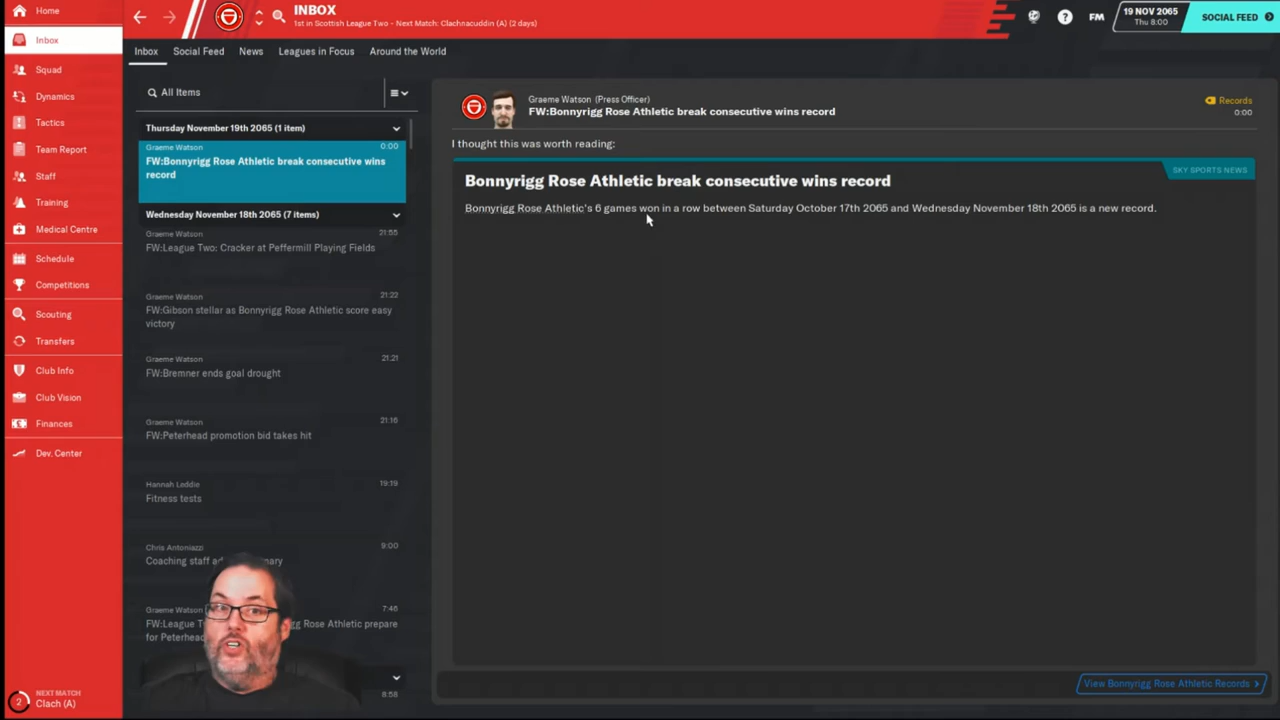 Home
Inbox
Squad
Dynamics
Tactics
Team Report
Staff
Training
Medical Centre
Schedule
Competitions
Scouting
Transfers
Club Info
Club Vision
Finances
Dev. Center
2
NEXT MATCH
Clach (A)
INBOX
1st in Scottish League Two - Next Match: Clachnacuddin (A) (2 days)
FM
19 NOV 2065
Thu 8:00
SOCIAL FEED
Inbox Social Feed News Leagues in Focus Around the World
All Items
Thursday November 19th 2065 (1 item)
Graeme Watson 0:00
FW:Bonnyrigg Rose Athletic break consecutive wins
record
Wednesday November 18th 2065 (7 items)
Graeme Watson 21:55
FW:League Two: Cracker at Peffermill Playing Fields
Graeme Watson 21:22
FW:Gibson stellar as Bonnyrigg Rose Athletic score easy
victory
Graeme Watson 21:21
FW:Bremner ends goal drought
Graeme Watson 21:16
FW:Peterhead promotion bid takes hit
Hannah Leddie 19:19
Fitness tests
Chris Antoniazzi 9:00
Coaching staff
Graeme Watson 7:46
FW:League Rose Athletic prepare
for Peterhead
8:58
Graeme Watson (Press Officer)
FW:Bonnyrigg Rose Athletic break consecutive wins record
Records
0:00
I thought this was worth reading:
SKY SPORTS NEWS
Bonnyrigg Rose Athletic break consecutive wins record
Bonnyrigg Rose Athletic's 6 games won in a row between Saturday October 17th 2065 and Wednesday November 18th 2065 is a new record.
View Bonnyrigg Rose Athletic Records